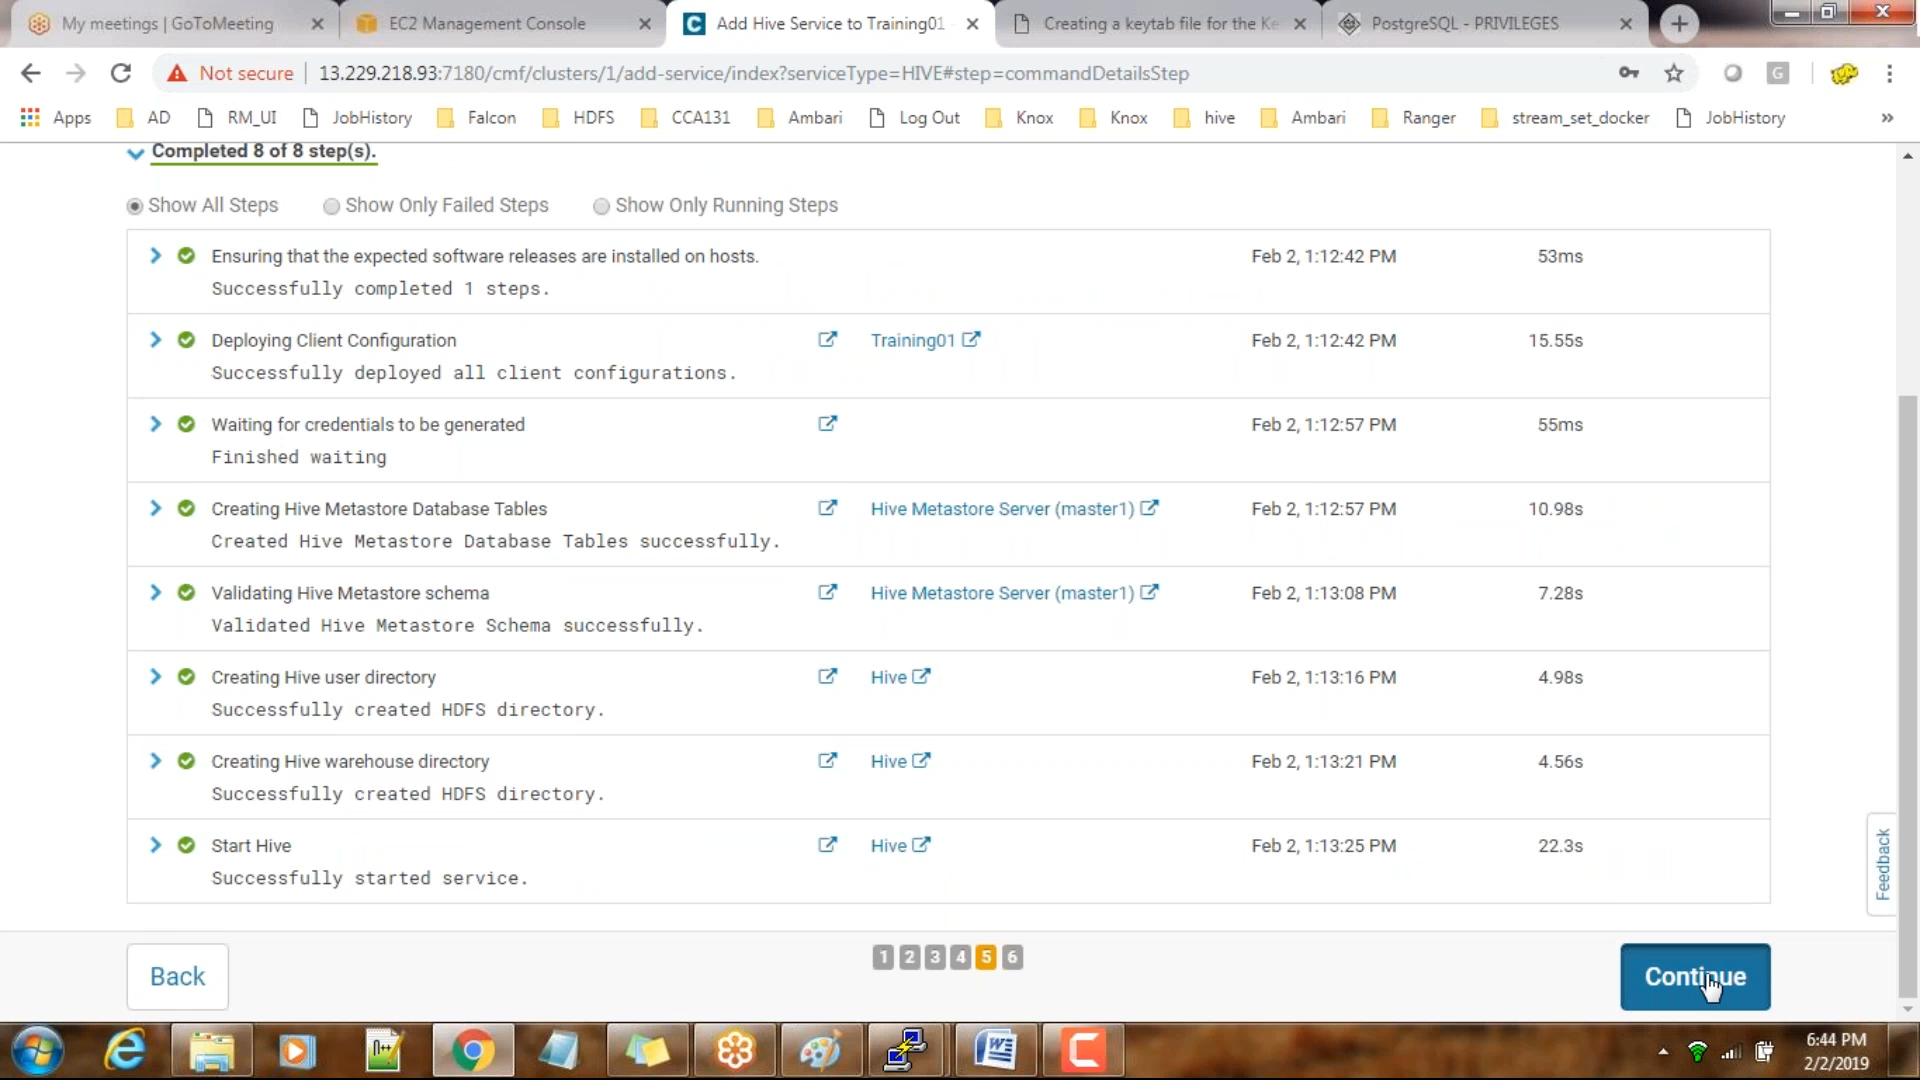 My meetings | GoToMeeting
EC2 Management Console
Add Hive Service to Training01 -
Creating a keytab file for the Ke
PostgreSQL - PRIVILEGES
Not secure
13.229.218.93:7180/cmf/clusters/1/add-service/index?serviceType=HIVE#step=commandDetailsStep
G
Apps
AD
RM_UI
JobHistory
Falcon
HDFS
CCA131
Ambari
Log Out
Knox
Knox
hive
Ambari
Ranger
stream_set_docker
JobHistory
»
Completed 8 of 8 step(s).
Show All Steps
Show Only Failed Steps
Show Only Running Steps
Ensuring that the expected software releases are installed on hosts.
Feb 2, 1:12:42 PM
53ms
Successfully completed 1 steps.
Deploying Client Configuration
Training01
Feb 2, 1:12:42 PM
15.55s
Successfully deployed all client configurations.
Waiting for credentials to be generated
Feb 2, 1:12:57 PM
55ms
Finished waiting
Creating Hive Metastore Database Tables
Hive Metastore Server (master1)
Feb 2, 1:12:57 PM
10.98s
Created Hive Metastore Database Tables successfully.
Validating Hive Metastore schema
Hive Metastore Server (master1)
Feb 2, 1:13:08 PM
7.28s
Validated Hive Metastore Schema successfully.
Creating Hive user directory
Hive
Feb 2, 1:13:16 PM
4.98s
Successfully created HDFS directory.
Creating Hive warehouse directory
Hive
Feb 2, 1:13:21 PM
4.56s
Successfully created HDFS directory.
Start Hive
Hive
Feb 2, 1:13:25 PM
22.3s
Successfully started service.
Feedback
Back
1 2 3 4 5 6
Continue
6:44 PM
2/2/2019